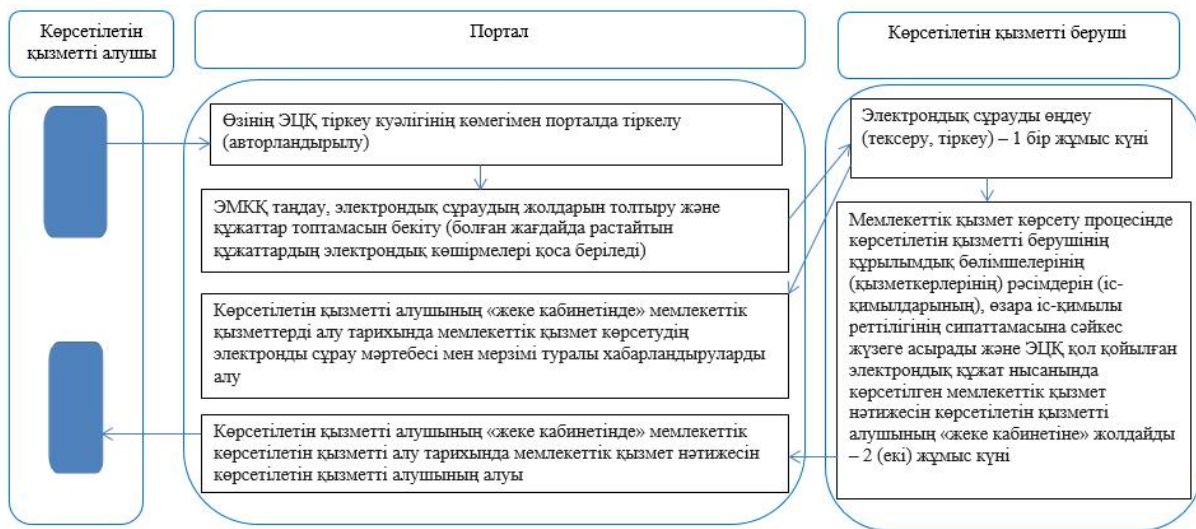 Көрсетілетін
қызметті алушы
Портал
Көрсетілетін қызметті беруші
Өзінің ЭЦҚ тіркеу куәлігінің көмегімен порталда тіркелу
(авторландырылу)
ЭМКҚ таңдау, электрондық сұраудың жолдарын толтыру және
құжаттар топтамасын бекіту (болған жағдайда растайтын
құжаттардың электрондық көшірмелері қоса беріледі)
Көрсетілетін қызметті алушының «жеке кабинетінде» мемлекеттік
қызметтерді алу тарихында мемлекеттік қызмет көрсетудің
электронды сұрау мәртебесі мен мерзімі туралы хабарландыруларды
алу
Көрсетілетін қызметті алушының «жеке кабинетінде» мемлекеттік
көрсетілетін қызметті алу тарихында мемлекеттік қызмет нәтижесін
көрсетілетін қызметті алушының алуы
Электрондық сұрауды өңдеу
(тексеру, тіркеу) – 1 бір жұмыс күні
Мемлекеттік қызмет көрсету процесінде
көрсетілетін қызметті берушінің
құрылымдық бөлімшелерінің
(қызметкерлерінің) рәсімдерін (іс-
қимылдарының), өзара іс-қимылы
реттілігінің сипаттамасына сәйкес
жүзеге асырады және ЭЦҚ қол қойылған
электрондық құжат нысанында
көрсетілген мемлекеттік қызмет
нәтижесін көрсетілетін қызметті
алушының «жеке кабинетіне» жолдайды
– 2 (екі) жұмыс күні